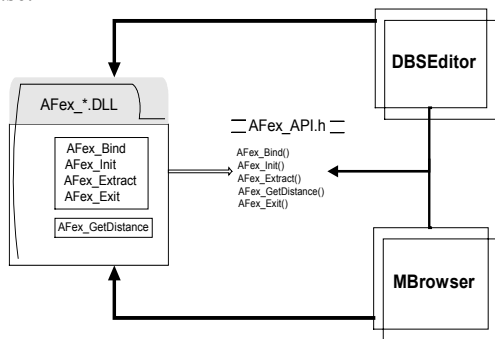 DBSEditor
AFex_*.DLL
AFex_API.h
AFex_Bind
AFex_Init
AFex_Extract
AFex_Exit
AFex_GetDistance
AFex_Bind()
AFex_Init()
AFex_Extract()
AFex_GetDistance()
AFex_Exit()
MBrowser